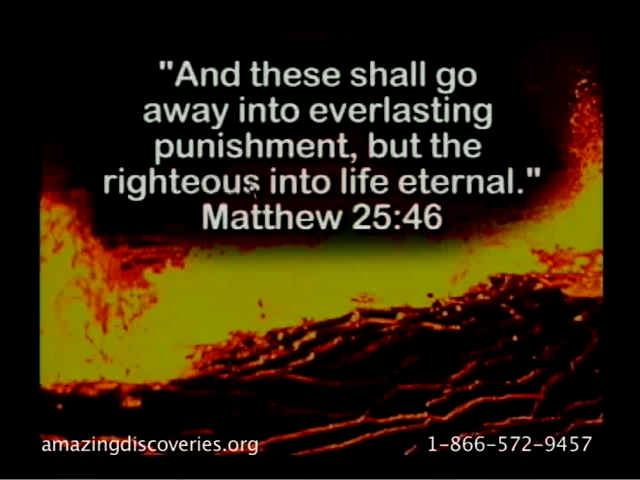 "And these shall go
away into everlasting
punishment, but the
righteous into life eternal."
Matthew 25:46
amazingdiscoveries.org 1-866-572-9457